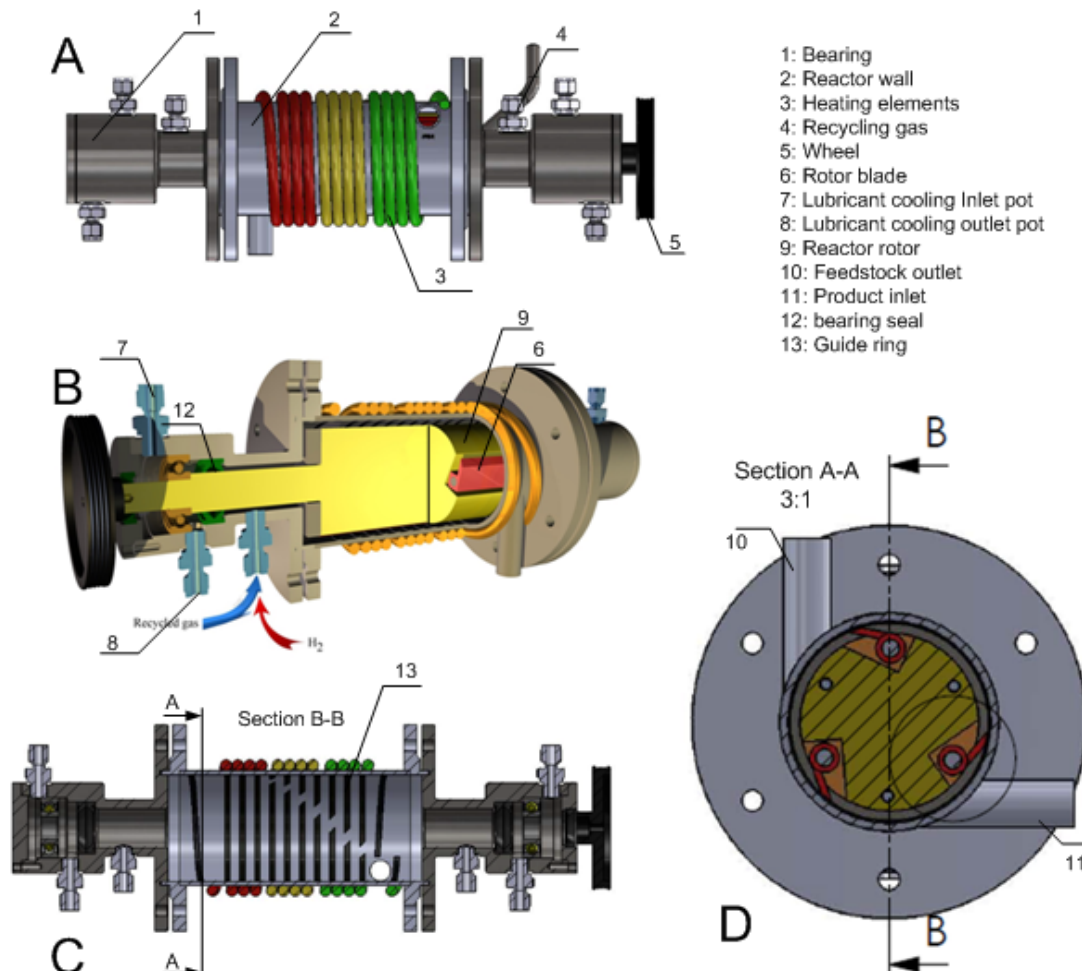 A
1
2
4
5
3
1: Bearing
2: Reactor wall
3: Heating elements
4: Recycling gas
5: Wheel
6: Rotor blade
7: Lubricant cooling Inlet pot
8: Lubricant cooling outlet pot
9: Reactor rotor
10: Feedstock outlet
11: Product inlet
12: bearing seal
13: Guide ring
B
7
12
9
6
8
Recycled gas
H2
B
Section A-A
3:1
10
11
B
D
A
Section B-B
13
A
C